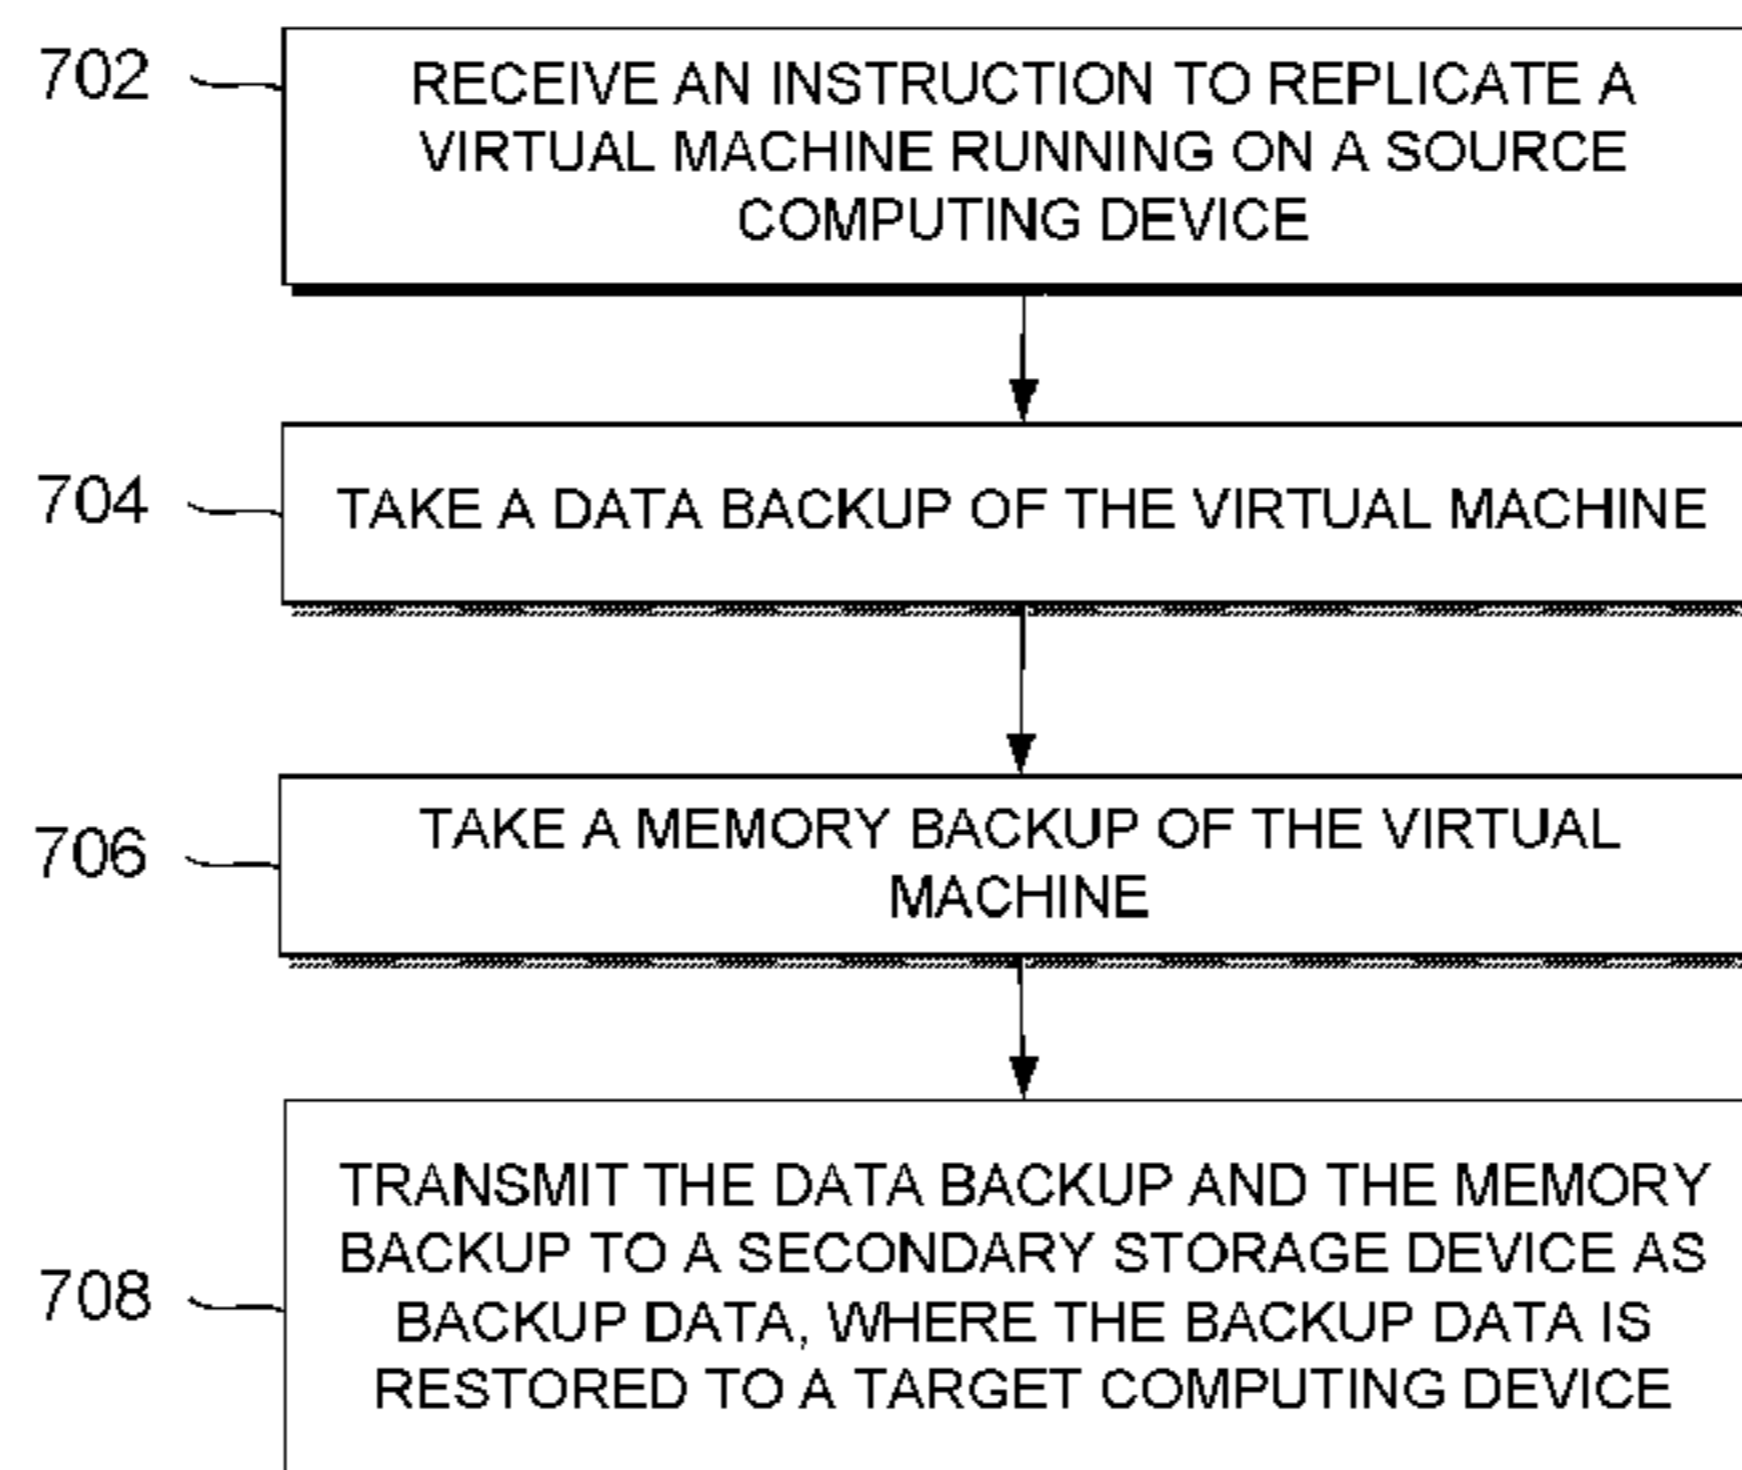 702
RECEIVE AN INSTRUCTION TO REPLICATE A
VIRTUAL MACHINE RUNNING ON A SOURCE
COMPUTING DEVICE
704
TAKE A DATA BACKUP OF THE VIRTUAL MACHINE
706
TAKE A MEMORY BACKUP OF THE VIRTUAL
MACHINE
708
TRANSMIT THE DATA BACKUP AND THE MEMORY
BACKUP TO A SECONDARY STORAGE DEVICE AS
BACKUP DATA, WHERE THE BACKUP DATA IS
RESTORED TO A TARGET COMPUTING DEVICE